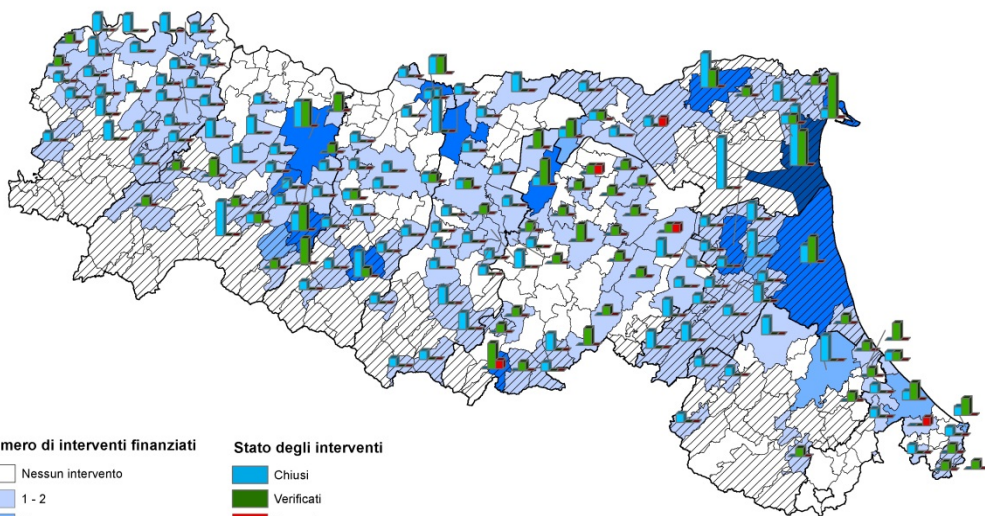 mero di interventi finanziati
Nessun intervento
1 - 2
Stato degli interventi
Chiusi
Verificati